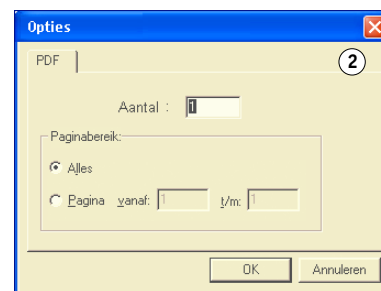 Opties
PDF
2
Aantal : 1
Paginabereik:
Alles
Pagina vanaf: 1 t/m: 1
OK Annuleren